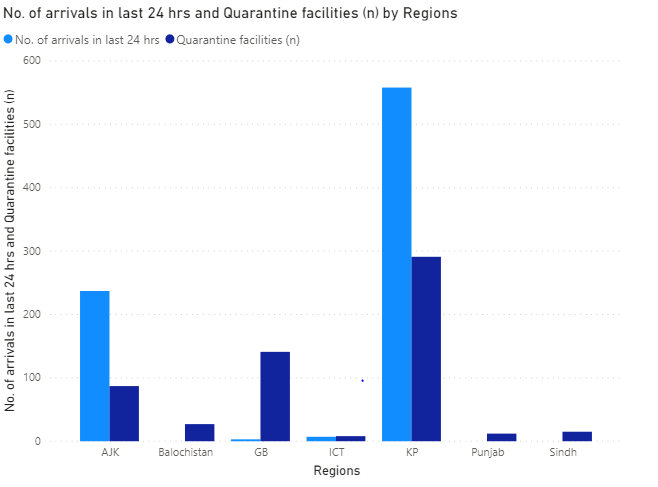 No. of arrivals in last 24 hrs and Quarantine facilities (n) by Regions
No. of arrivals in last 24 hrs Quarantine facilities (n)
No. of arrivals in last 24 hrs and Quarantine facilities (n)
600
500
400
300
200
100
0
AJK Balochistan GB ICT KP Punjab Sindh
Regions